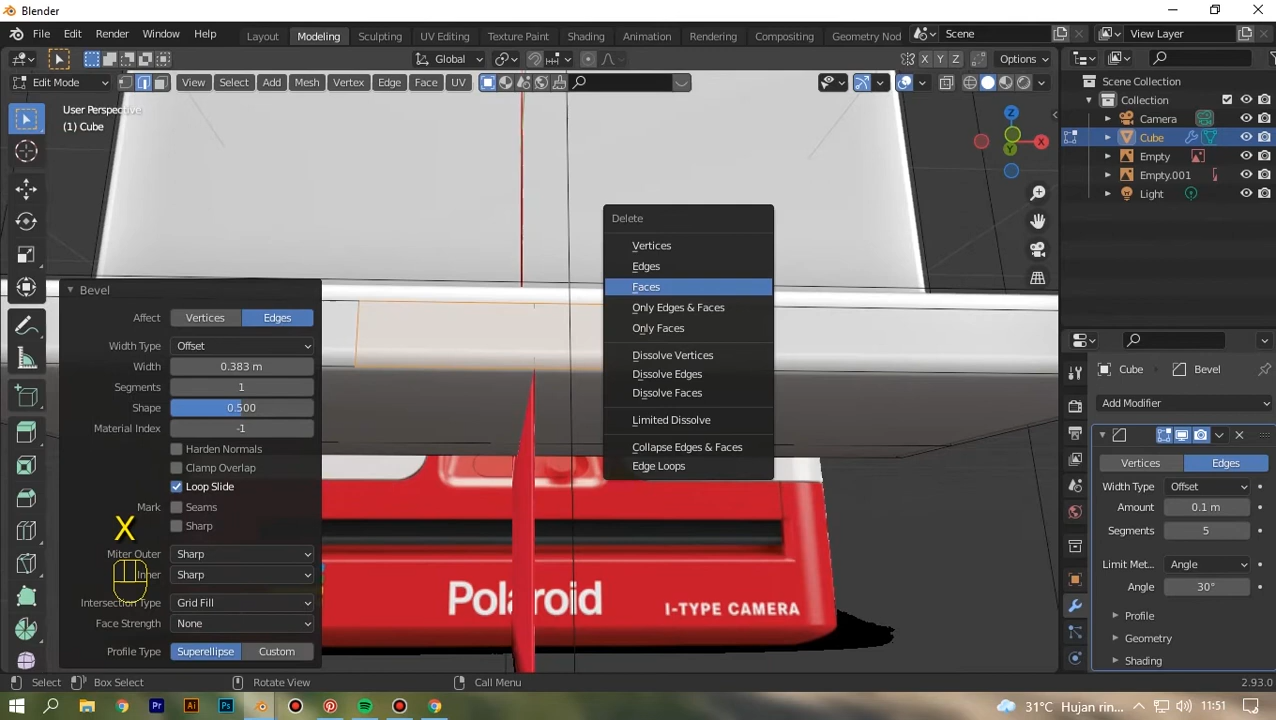 Blender
File Edit Render Window Help
Layout Modeling Sculpting UV Editing Texture Paint Shading Animation Rendering Compositing Geometry Nod
Scene
View Layer
Global
X Y Z
Options
Edit Mode
View Select Add Mesh Vertex Edge Face UV
User Perspective
(1) Cube
Z
X
Y
Scene Collection
Collection
Camera
Cube
Empty
Empty.001
Light
Delete
Vertices
Edges
Faces
Only Edges & Faces
Only Faces
Dissolve Vertices
Dissolve Edges
Dissolve Faces
Limited Dissolve
Collapse Edges & Faces
Edge Loops
Bevel
Affect Vertices Edges
Width Type Offset
Width 0.383 m
Segments 1
Shape 0.500
Material Index -1
Harden Normals
Clamp Overlap
Loop Slide
Mark Seams
Sharp
Miter Outer Sharp
Inner Sharp
Intersection Type Grid Fill
Face Strength None
Profile Type Superellipse Custom
X
Polaroid
I-TYPE CAMERA
Cube Bevel
Add Modifier
Vertices Edges
Width Type Offset
Amount 0.1 m
Segments 5
Limit Met... Angle
Angle 30°
Profile
Geometry
Shading
Select Box Select Rotate View Call Menu 2.93.0
Pr Ai Ps
31°C Hujan rin... 11:51